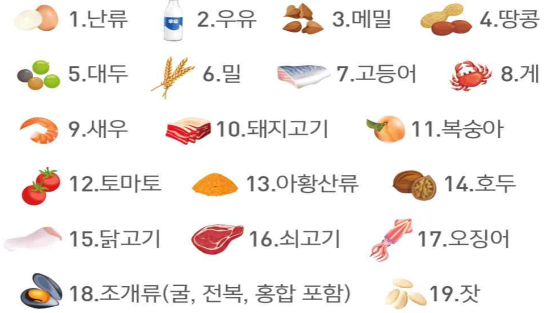 1.난류 2.우유 3.메밀 4.땅콩
5.대두 6.밀 7.고등어 8.게
9.새우 10.돼지고기 11.복숭아
12.토마토 13.아황산류 14.호두
15.닭고기 16.쇠고기 17.오징어
18.조개류(굴, 전복, 홍합 포함) 19.잣